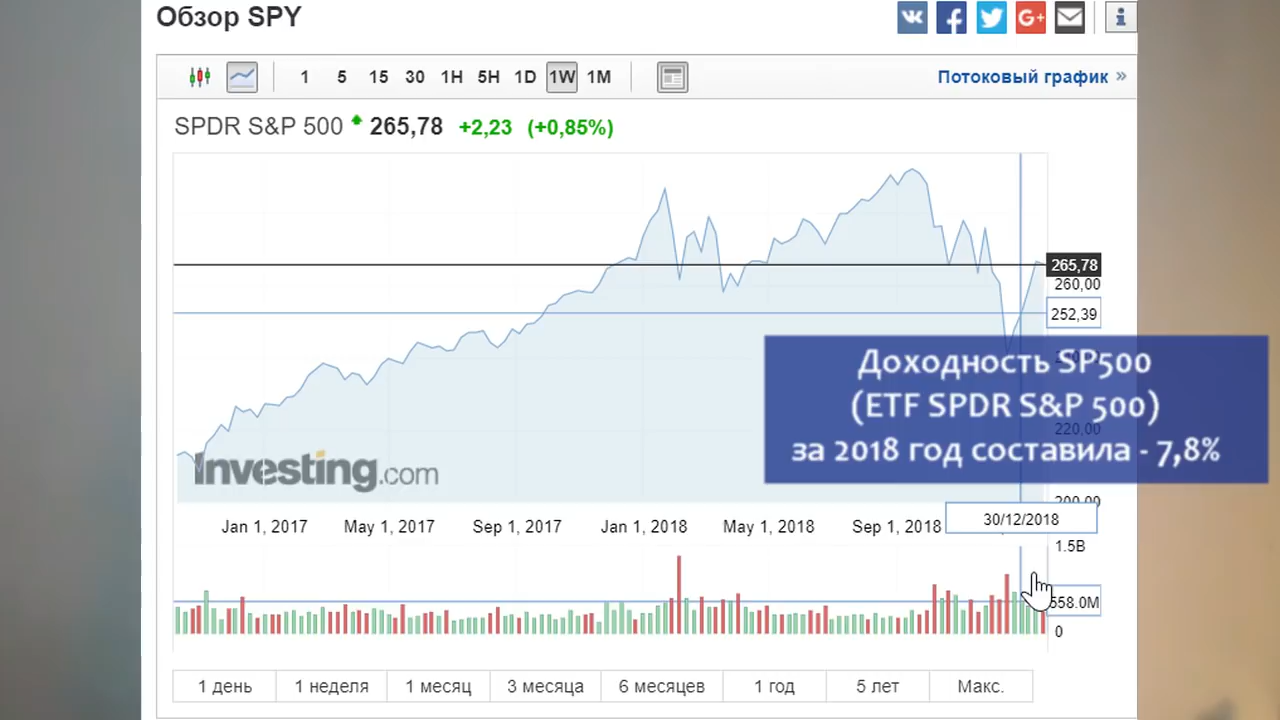 Обзор SPY
1 5 15 30 1H 5H 1D 1W 1M
Потоковый график »
SPDR S&P 500 265,78 +2,23 (+0,85%)
265,78
260,00
252,39
Доходность SP500
(ETF SPDR S&P 500)
220,00
за 2018 год составила - 7,8%
Investing.com
200,00
Jan 1, 2017 May 1, 2017 Sep 1, 2017 Jan 1, 2018 May 1, 2018 Sep 1, 2018 30/12/2018
1.5B
558.0M
0
1 день 1 неделя 1 месяц 3 месяца 6 месяцев 1 год 5 лет Макс.